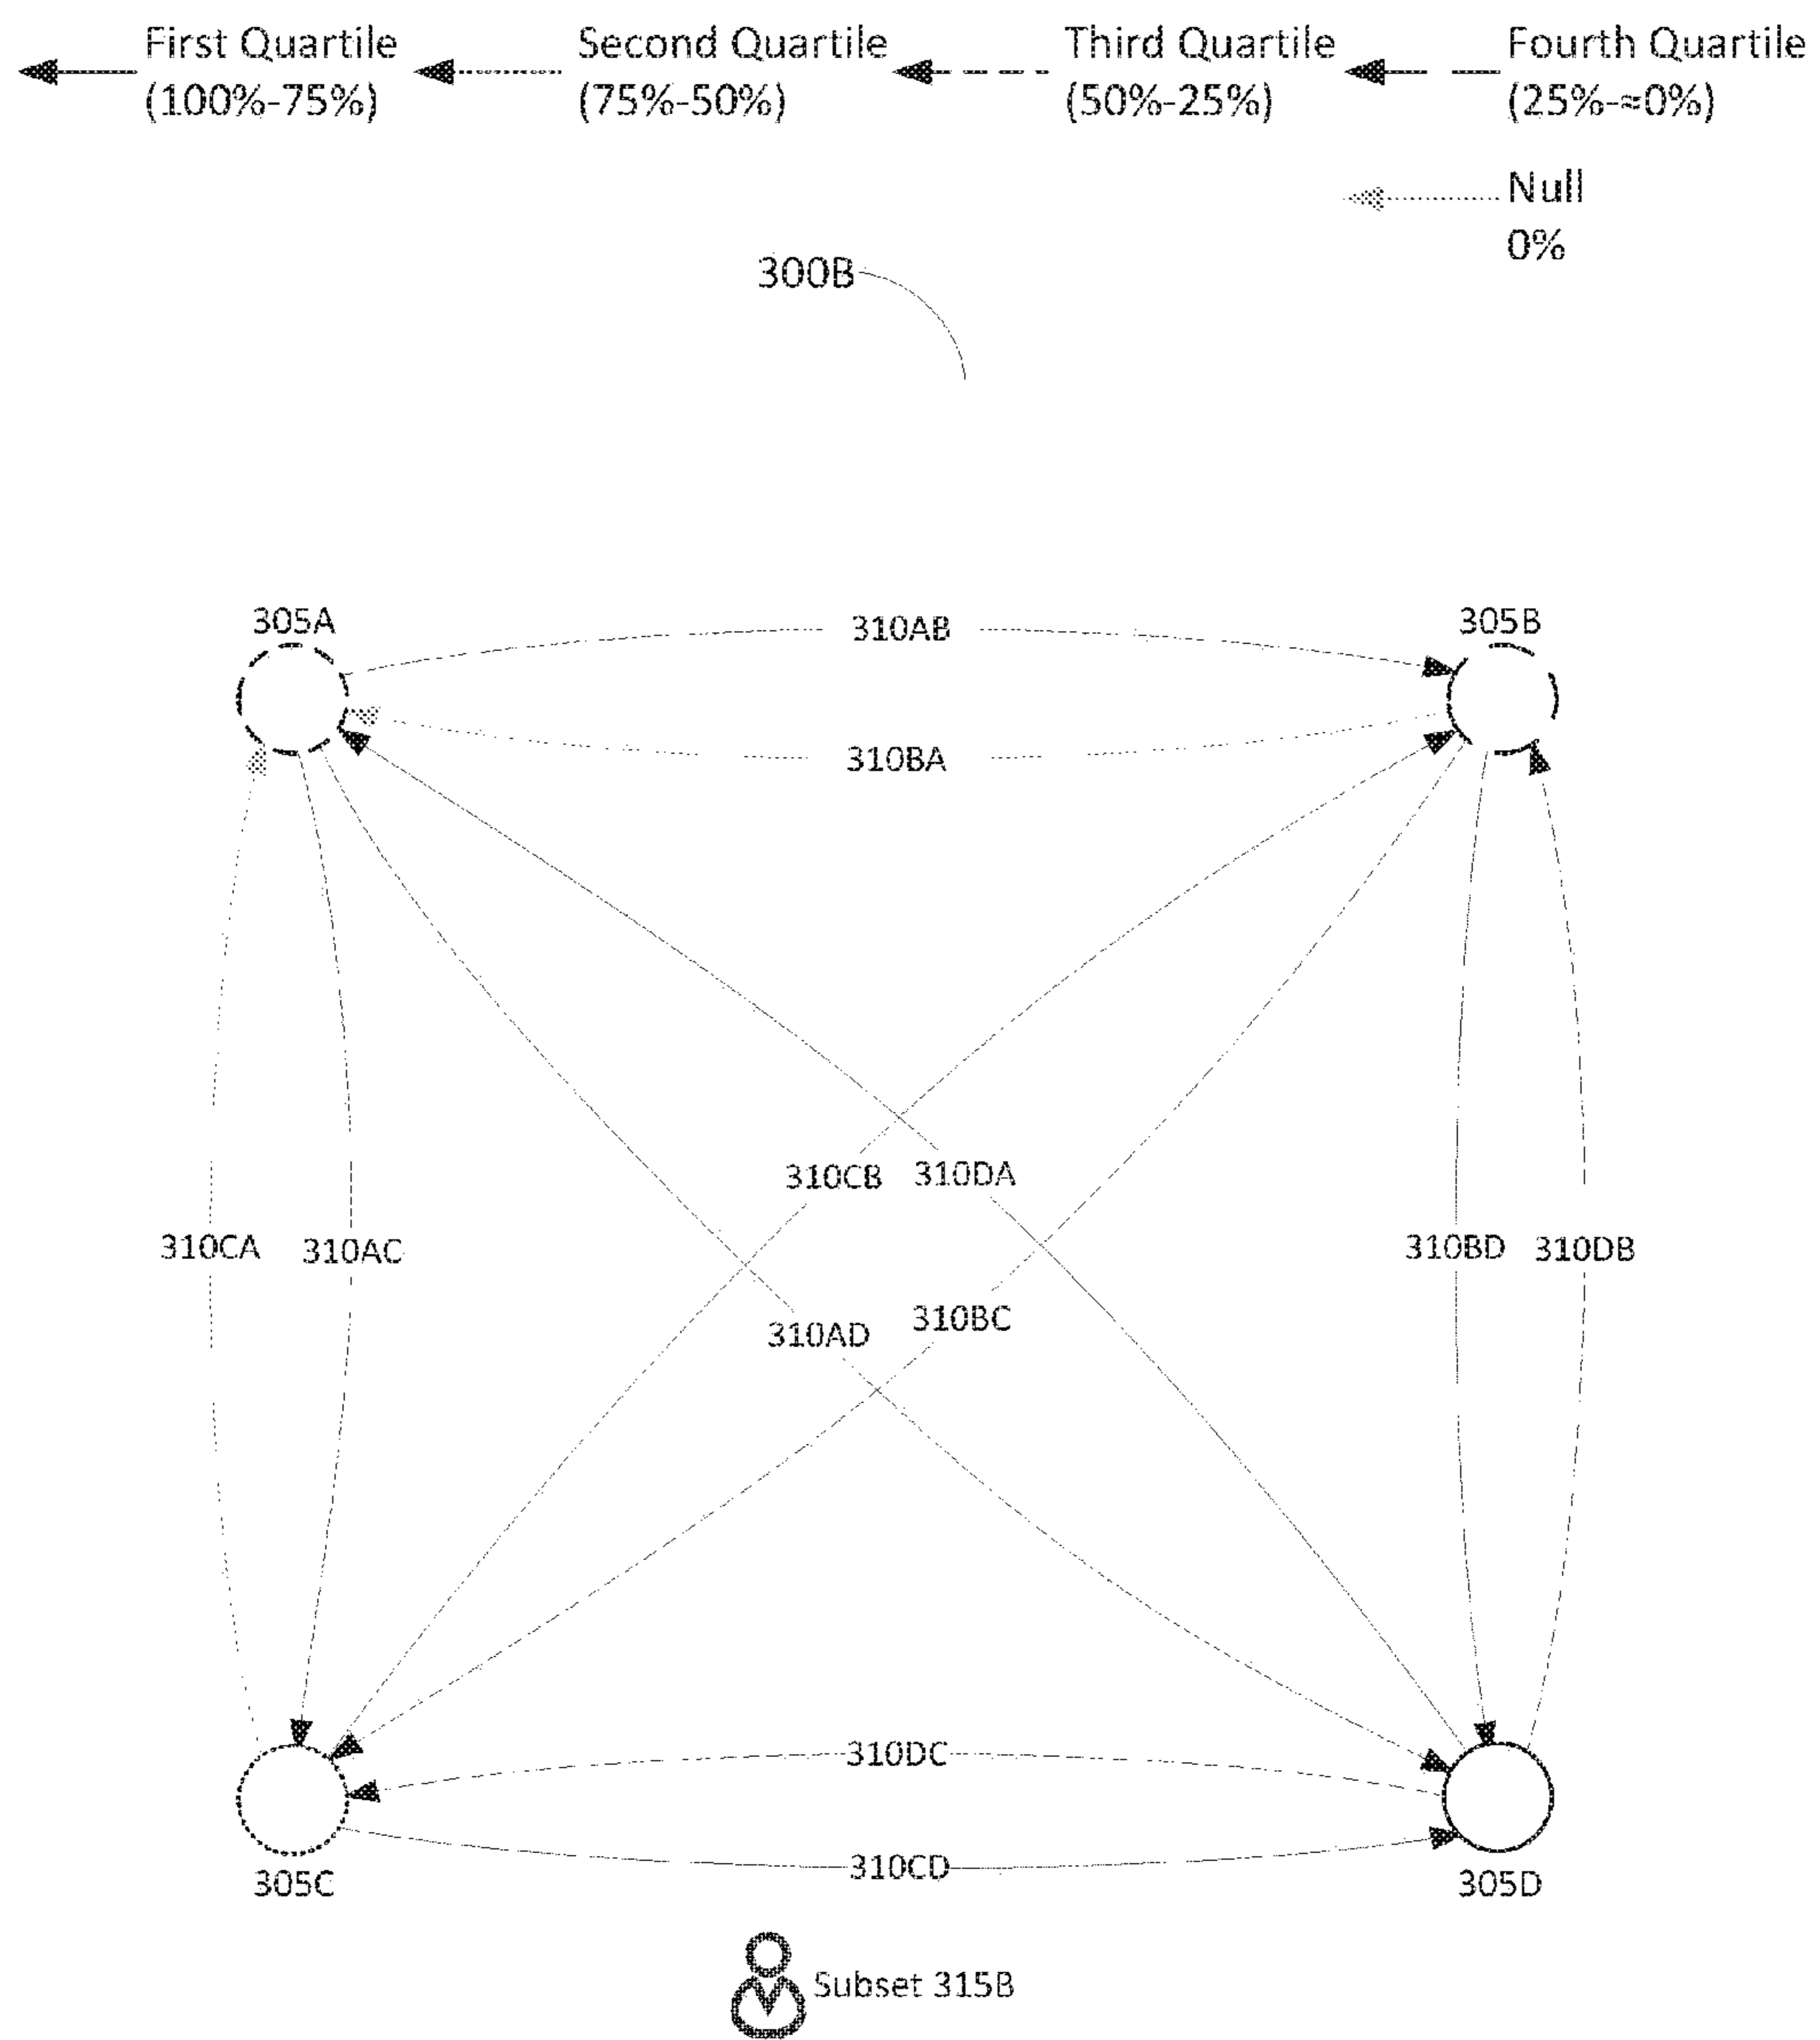 First Quartile
(100%-75%)
Second Quartile
(75%-50%)
Third Quartile
(50%-25%)
Fourth Quartile
(25%-≈0%)
Null
0%
300B
305A
310AB
305B
310BA
310CB
310DA
310CA
310AC
310BD
310DB
310BC
310AD
310DC
310CD
305C
305D
Subset 315B